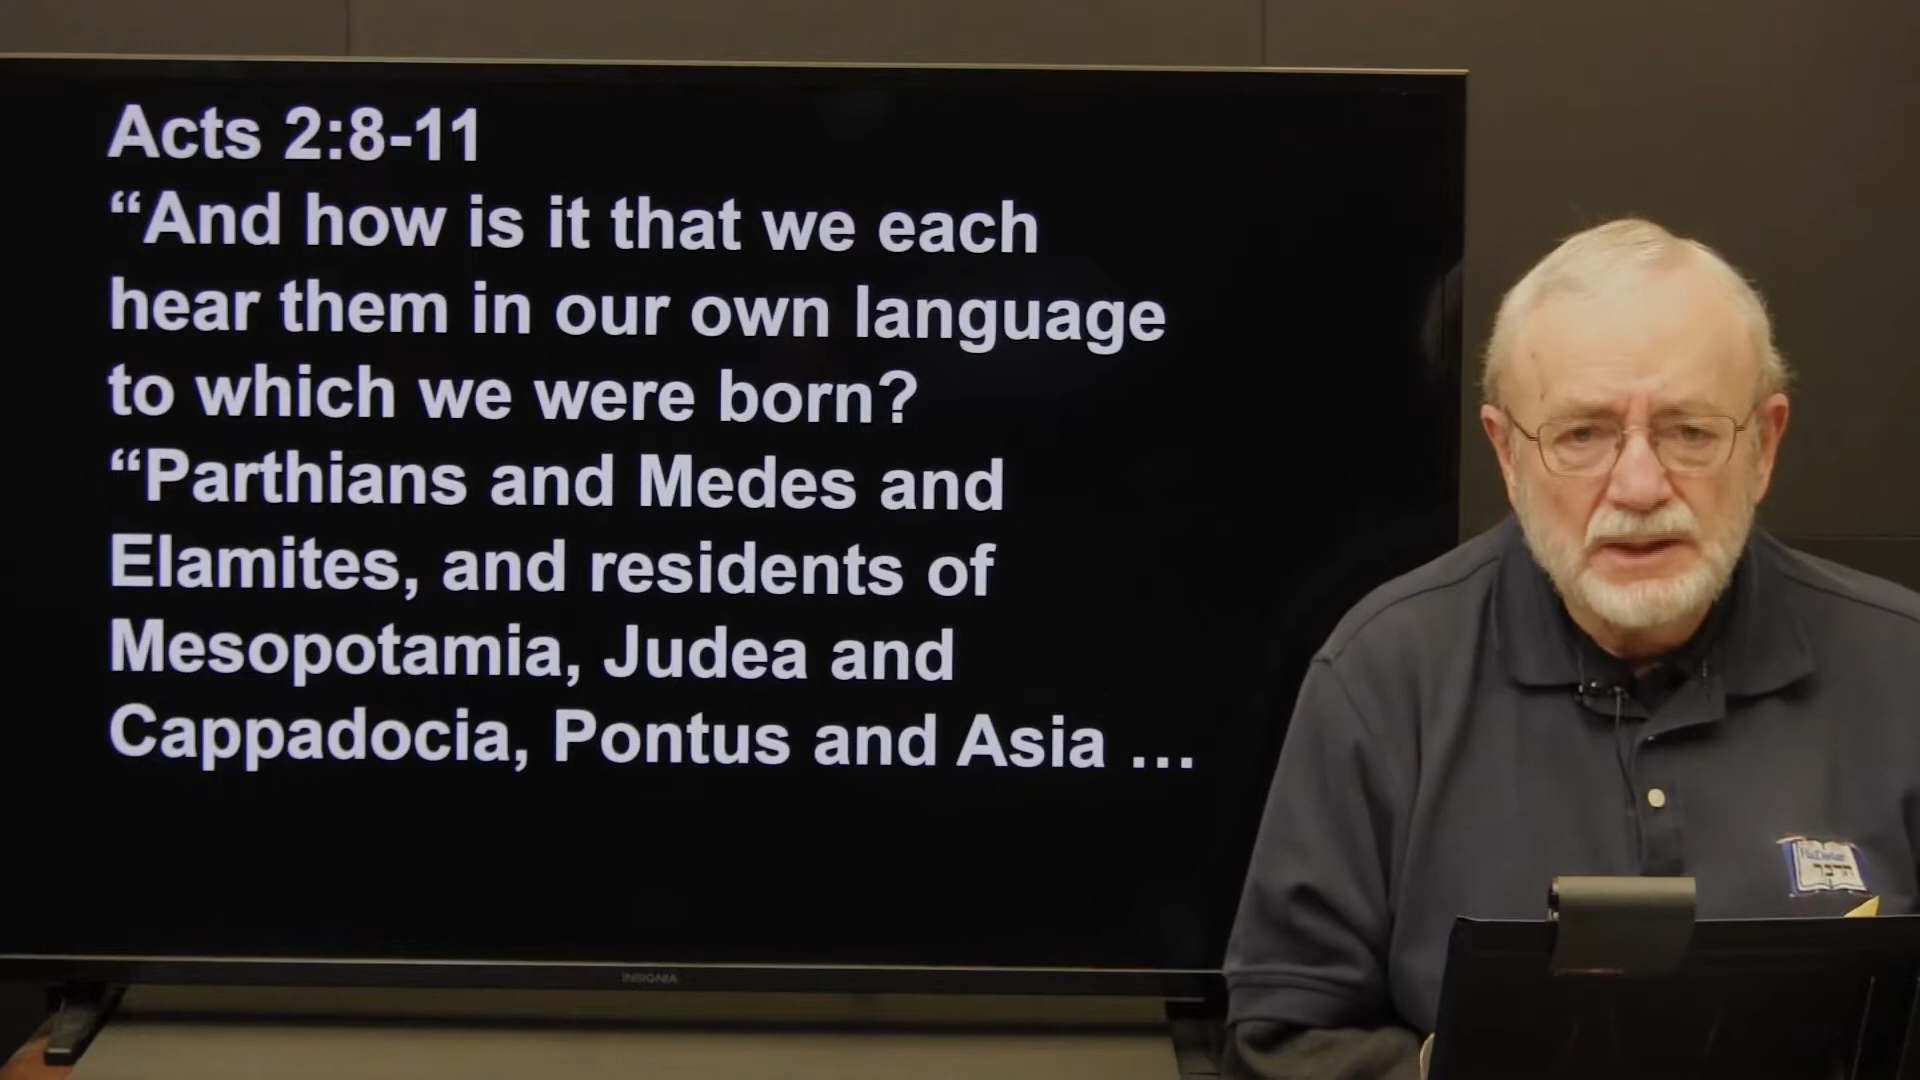 Acts 2:8-11
“And how is it that we each
hear them in our own language
to which we were born?
“Parthians and Medes and
Elamites, and residents of
Mesopotamia, Judea and
Cappadocia, Pontus and Asia ...
INSIGNIA
HaDavar
הדבר